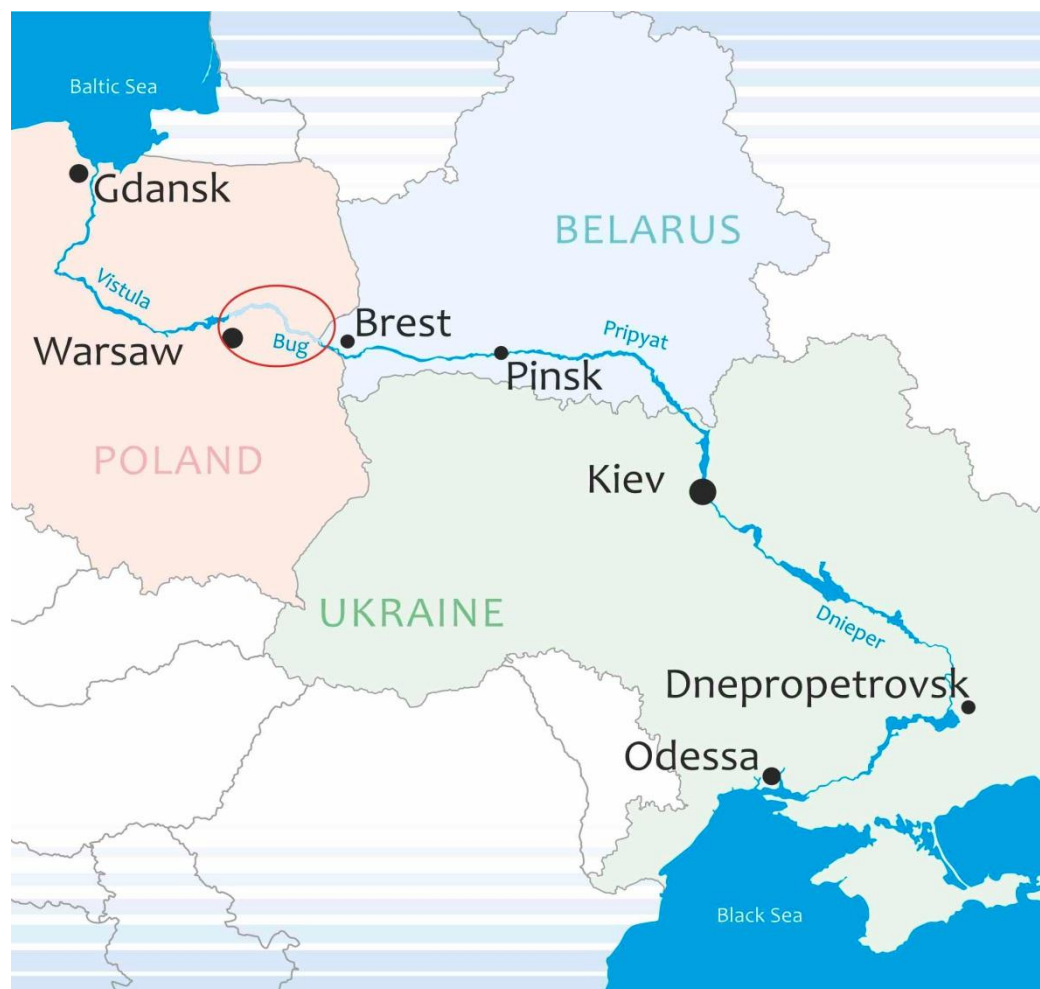 Baltic Sea
Gdansk
BELARUS
Vistula
Warsaw
Bug
Brest
Pripyat
Pinsk
POLAND
Kiev
UKRAINE
Dnieper
Dnepropetrovsk
Odessa
Black Sea